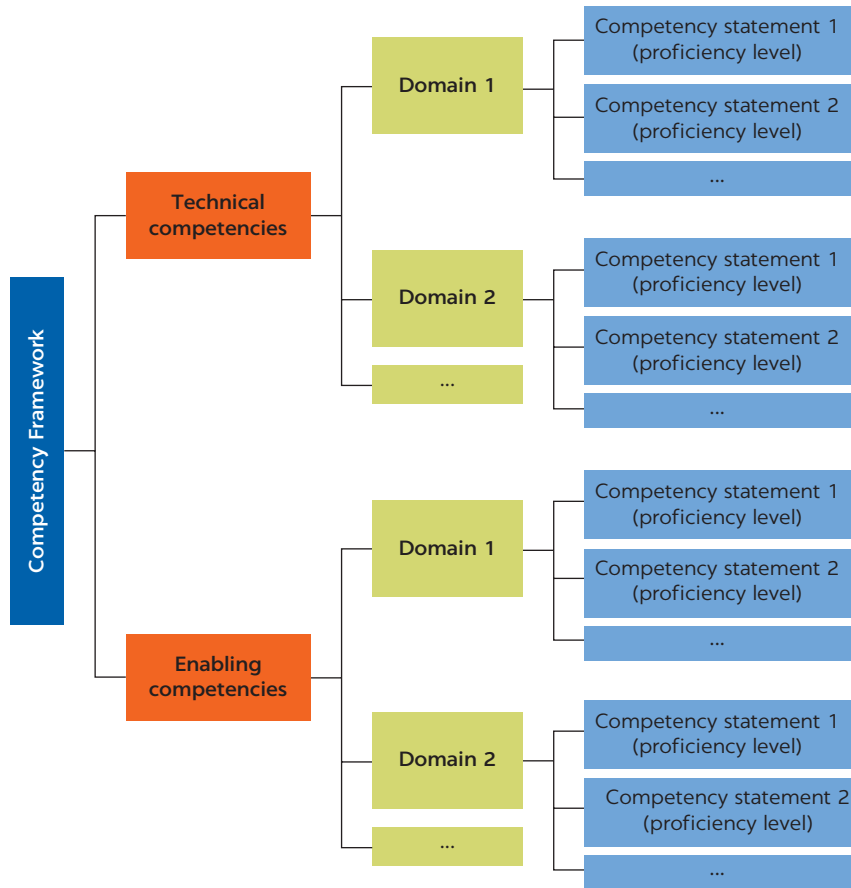 Competency Framework
Technical
competencies
Domain 1
Competency statement 1
(proficiency level)
Competency statement 2
(proficiency level)
...
Domain 2
Competency statement 1
(proficiency level)
Competency statement 2
(proficiency level)
...
...
Enabling
competencies
Domain 1
Competency statement 1
(proficiency level)
Competency statement 2
(proficiency level)
...
Domain 2
Competency statement 1
(proficiency level)
Competency statement 2
(proficiency level)
...
...